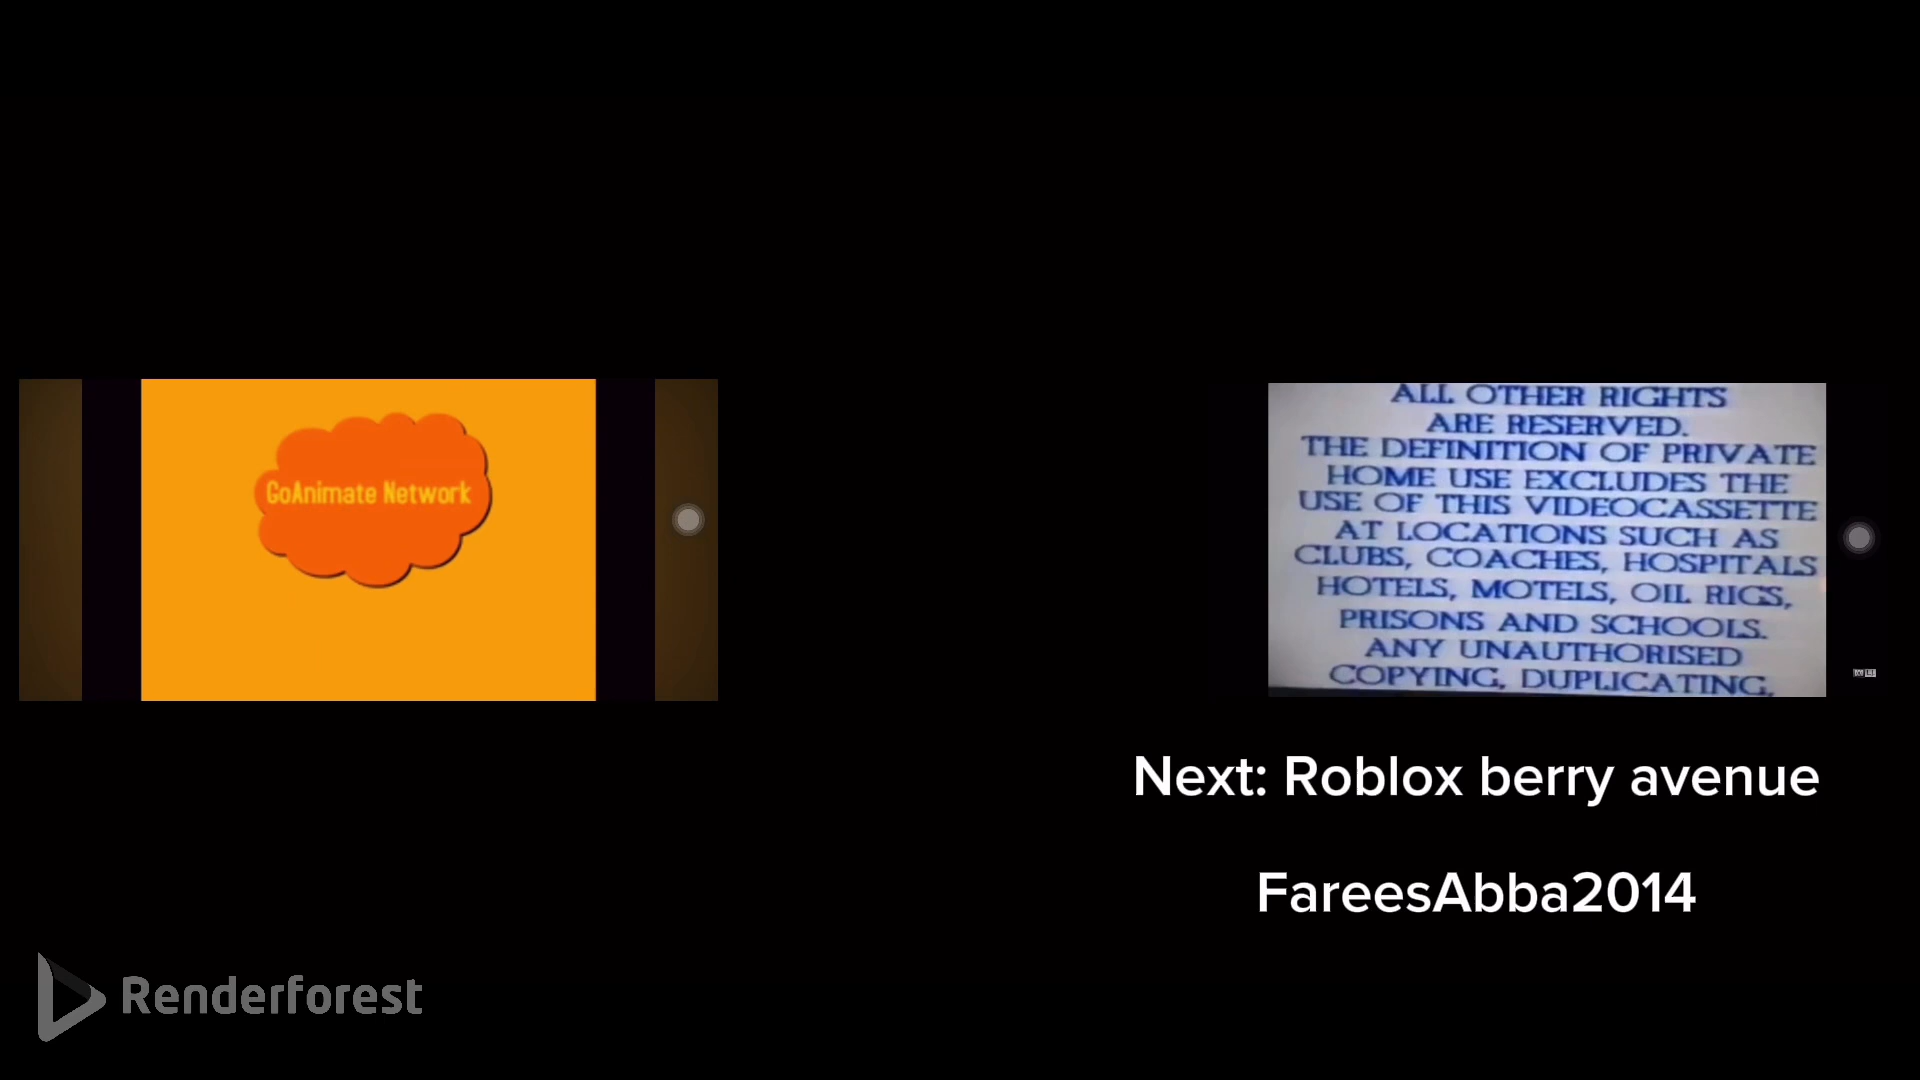 GoAnimate Network
ALL OTHER RIGHTS
ARE RESERVED.
THE DEFINITION OF PRIVATE
HOME USE EXCLUDES THE
USE OF THIS VIDEOCASSETTE
AT LOCATIONS SUCH AS
CLUBS, COACHES, HOSPITALS
HOTELS, MOTELS, OIL RIGS,
PRISONS AND SCHOOLS.
ANY UNAUTHORISED
COPYING, DUPLICATING,
Next: Roblox berry avenue
FareesAbba2014
Renderforest